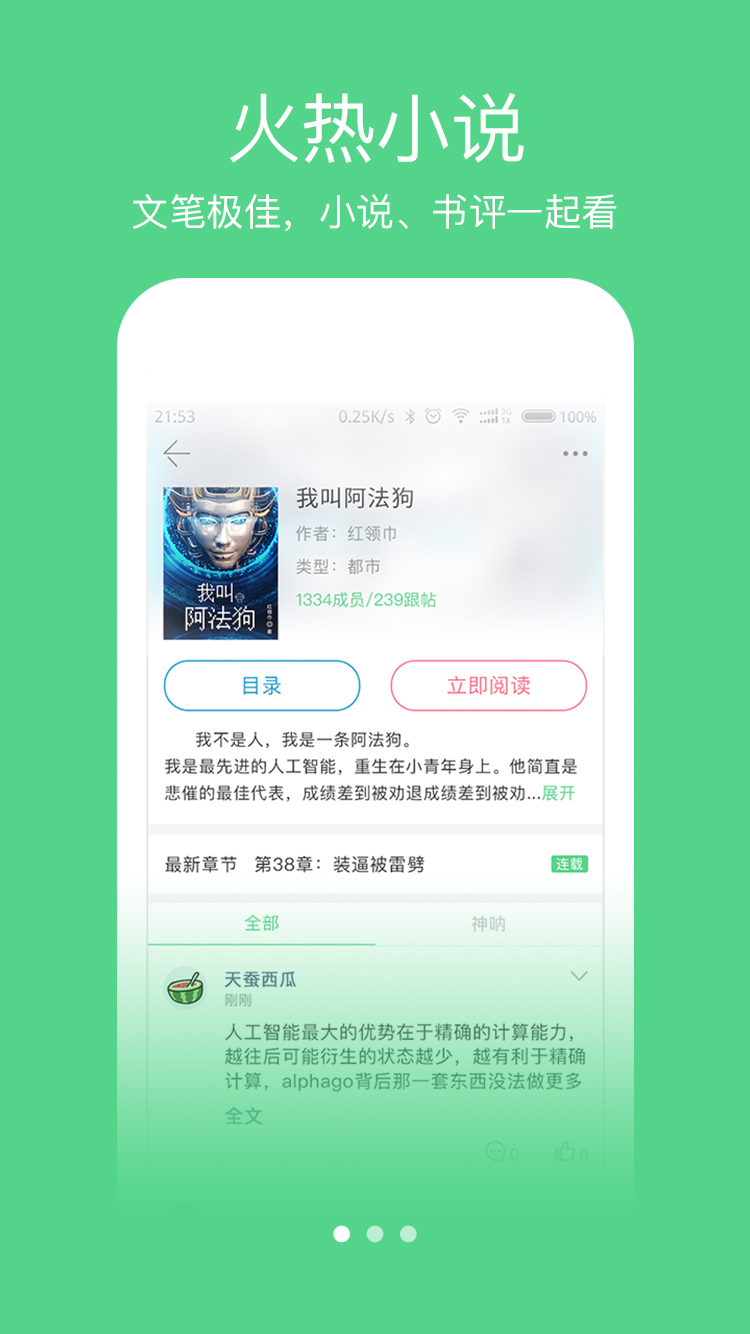 火热小说
文笔极佳，小说、书评一起看
21:53 0.25K/s 3G 1X 100%
我叫阿法狗
作者：红领巾
类型：都市
1334成员/239跟帖
我叫
阿法狗
红领巾 著
目录 立即阅读
我不是人，我是一条阿法狗。
我是最先进的人工智能，重生在小青年身上。他简直是
悲催的最佳代表，成绩差到被劝退成绩差到被劝...展开
最新章节 第38章：装逼被雷劈 连载
全部 神呐
天蚕西瓜
刚刚
人工智能最大的优势在于精确的计算能力，
越往后可能衍生的状态越少，越有利于精确
计算，alphago背后那一套东西没法做更多
全文
0 0